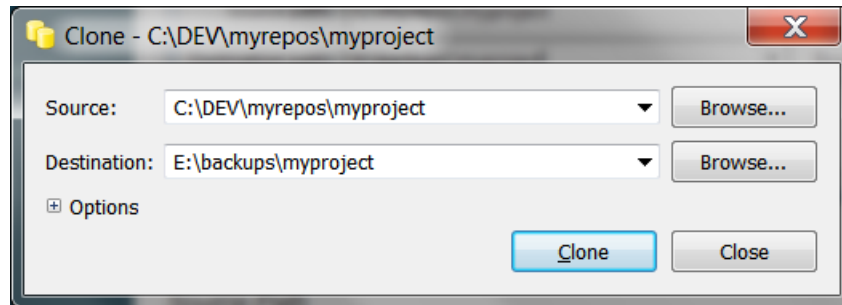 Clone - C:\DEV\myrepos\myproject
Source: C:\DEV\myrepos\myproject Browse...
Destination: E:\backups\myproject Browse...
Options
Clone Close